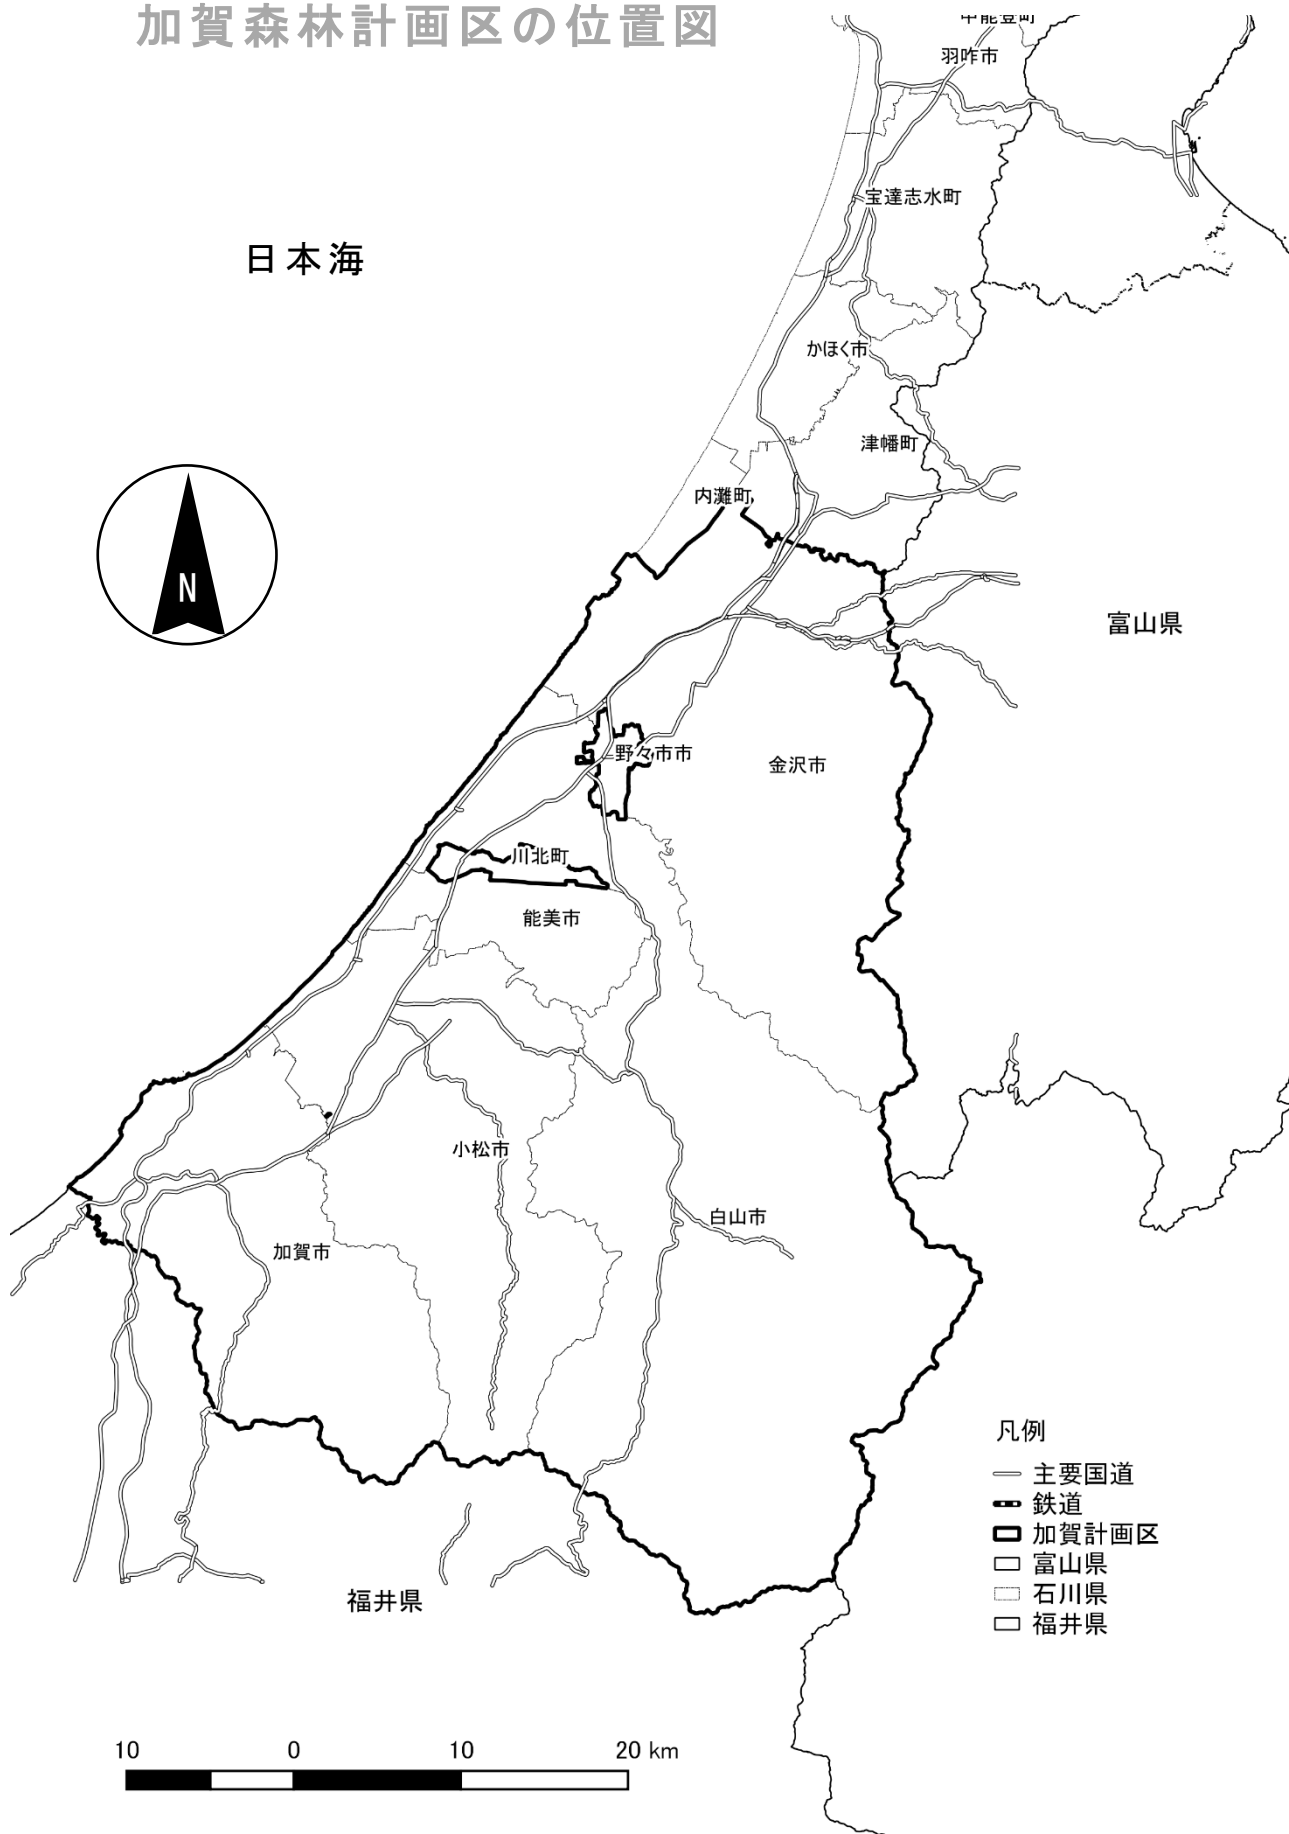 加賀森林計画区の位置図
中能登町
羽咋市
宝達志水町
日本海
かほく市
津幡町
内灘町
N
富山県
野々市市
金沢市
川北町
能美市
小松市
白山市
加賀市
福井県
凡例
主要国道
鉄道
加賀計画区
富山県
石川県
福井県
10 0 10 20 km